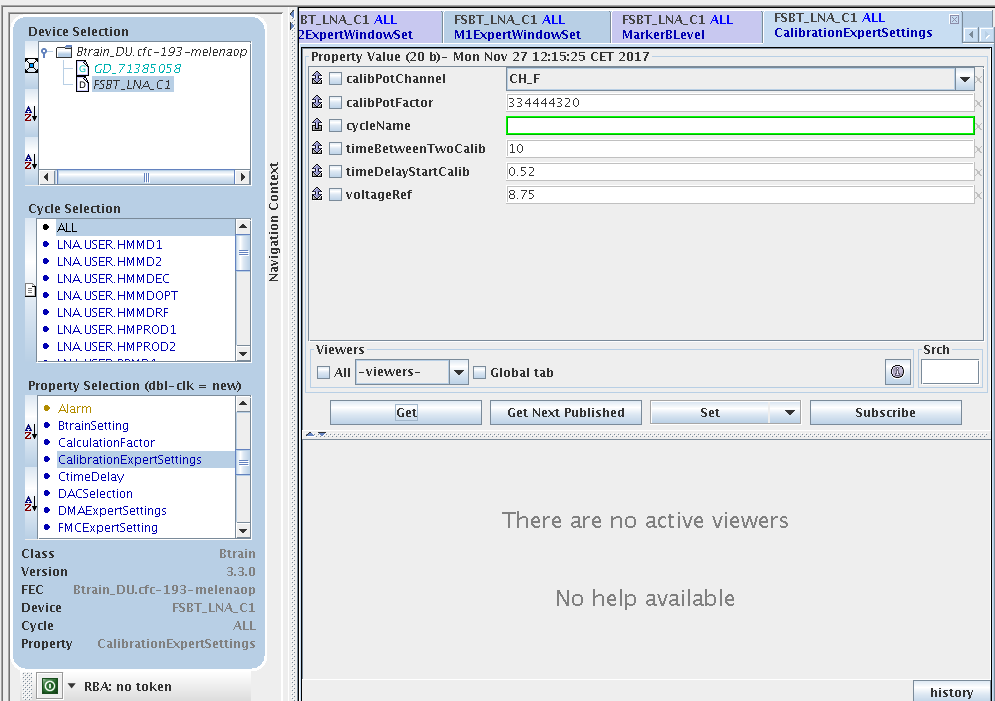 Device Selection
Btrain_DU.cfc-193-melenaop
GD_71385058
FSBT_LNA_C1
Cycle Selection
ALL
LNA.USER.HMMD1
LNA.USER.HMMD2
LNA.USER.HMMDEC
LNA.USER.HMMDOPT
LNA.USER.HMMDRF
LNA.USER.HMPROD1
LNA.USER.HMPROD2
Property Selection (dbl-clk = new)
Alarm
BtrainSetting
CalculationFactor
CalibrationExpertSettings
CtimeDelay
DACSelection
DMAExpertSettings
FMCExpertSetting
Class Btrain
Version 3.3.0
FEC Btrain_DU.cfc-193-melenaop
Device FSBT_LNA_C1
Cycle ALL
Property CalibrationExpertSettings
RBA: no token
Navigation Context
BT_LNA_C1 ALL
2ExpertWindowSet
FSBT_LNA_C1 ALL
M1ExpertWindowSet
FSBT_LNA_C1 ALL
MarkerBLevel
FSBT_LNA_C1 ALL
CalibrationExpertSettings
Property Value (20 b)- Mon Nov 27 12:15:25 CET 2017
calibPotChannel CH_F
calibPotFactor 334444320
cycleName
timeBetweenTwoCalib 10
timeDelayStartCalib 0.52
voltageRef 8.75
Viewers
All -viewers- Global tab
Srch
Get Get Next Published Set Subscribe
There are no active viewers
No help available
history